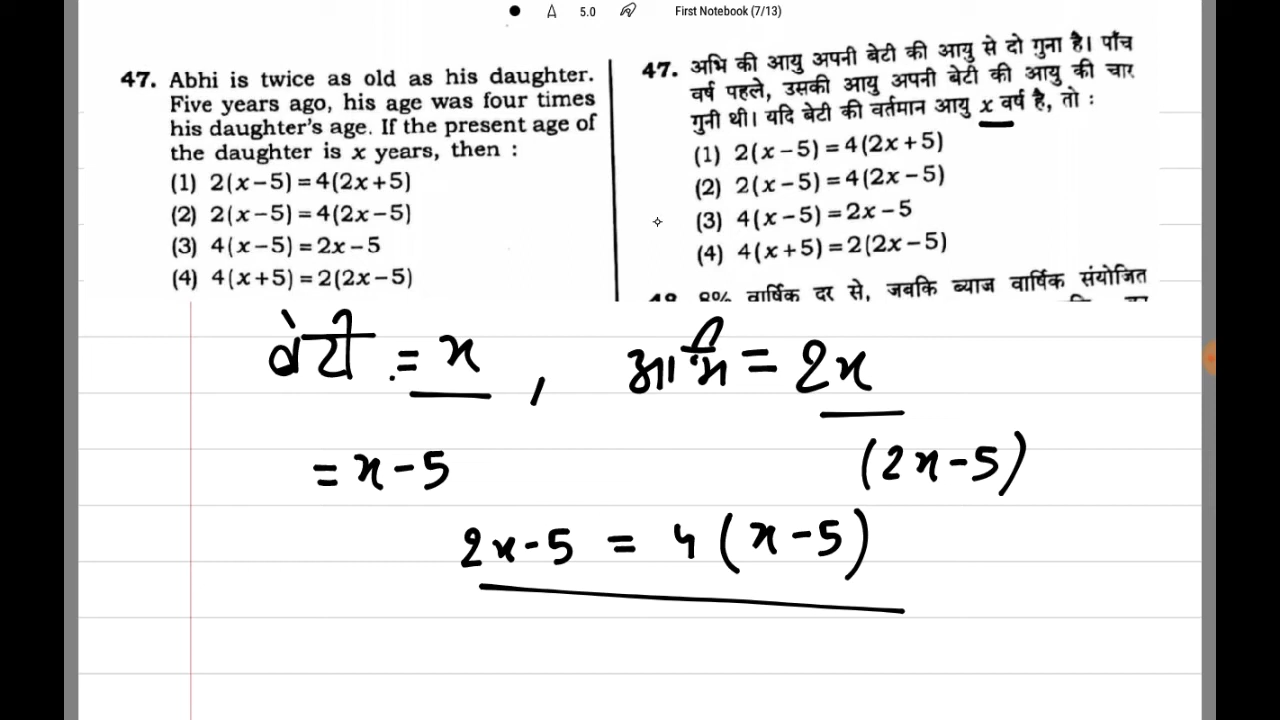 5.0 First Notebook (7/13)
47. Abhi is twice as old as his daughter.
Five years ago, his age was four times
his daughter's age. If the present age of
the daughter is x years, then :
(1) 2(x−5)=4(2x+5)
(2) 2(x−5)=4(2x−5)
(3) 4(x−5)=2x−5
(4) 4(x+5)=2(2x−5)
47. अभि की आयु अपनी बेटी की आयु से दो गुना है। पाँच
वर्ष पहले, उसकी आयु अपनी बेटी की आयु की चार
गुनी थी। यदि बेटी की वर्तमान आयु x वर्ष है, तो :
(1) 2(x−5)=4(2x+5)
(2) 2(x−5)=4(2x−5)
(3) 4(x−5)=2x−5
(4) 4(x+5)=2(2x−5)
48. 8% वार्षिक दर से, जबकि ब्याज वार्षिक संयोजित
बेटी = x , आभि = 2x
= x-5 (2x-5)
2x-5 = 4(x-5)